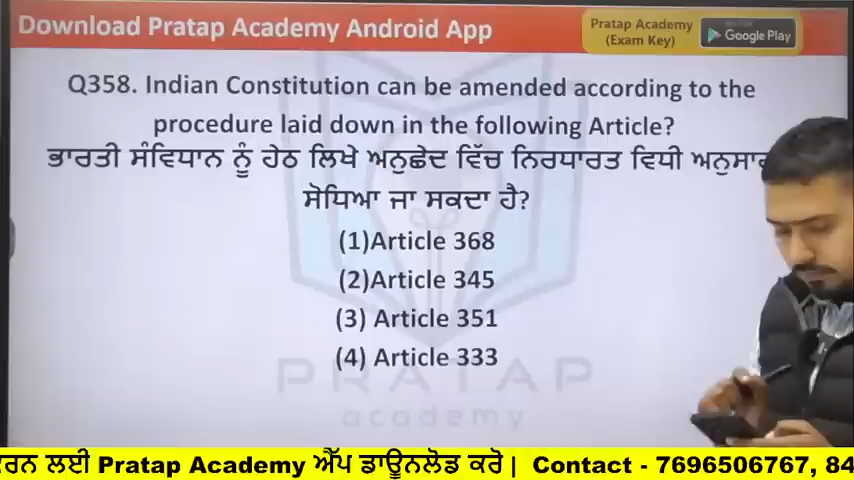 Download Pratap Academy Android App
Pratap Academy
(Exam Key)
Google Play
Q358. Indian Constitution can be amended according to the
procedure laid down in the following Article?
ਭਾਰਤੀ ਸੰਵਿਧਾਨ ਨੂੰ ਹੇਠ ਲਿਖੇ ਅਨੁਛੇਦ ਵਿੱਚ ਨਿਰਧਾਰਤ ਵਿਧੀ
ਸੋਧਿਆ ਜਾ ਸਕਦਾ ਹੈ?
(1)Article 368
(2)Article 345
(3) Article 351
(4) Article 333
PRATAP
academy
ਲਈ Pratap Academy ਐੱਪ ਡਾਊਨਲੋਡ ਕਰੋ | Contact - 7696506767, 84